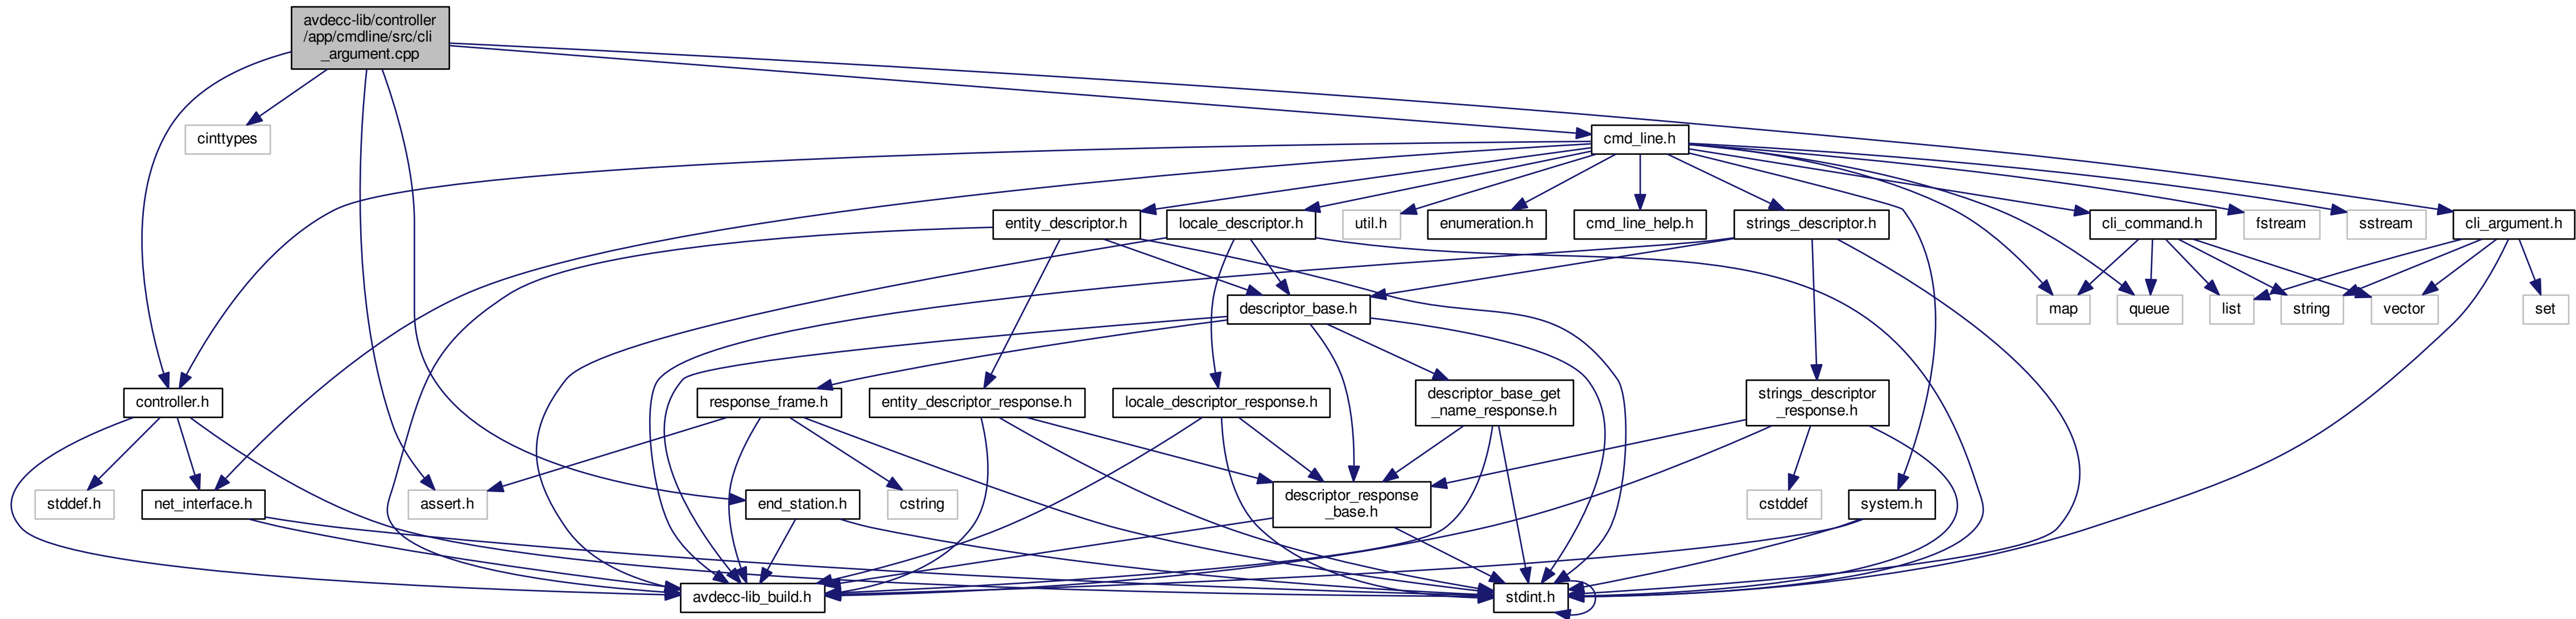 avdecc-lib/controller
/app/cmdline/src/cli
_argument.cpp
cinttypes
cmd_line.h
entity_descriptor.h
locale_descriptor.h
util.h
enumeration.h
cmd_line_help.h
strings_descriptor.h
cli_command.h
fstream
sstream
cli_argument.h
descriptor_base.h
map
queue
list
string
vector
set
controller.h
response_frame.h
entity_descriptor_response.h
locale_descriptor_response.h
descriptor_base_get
_name_response.h
strings_descriptor
_response.h
stddef.h
net_interface.h
assert.h
end_station.h
cstring
descriptor_response
_base.h
cstddef
system.h
avdecc-lib_build.h
stdint.h